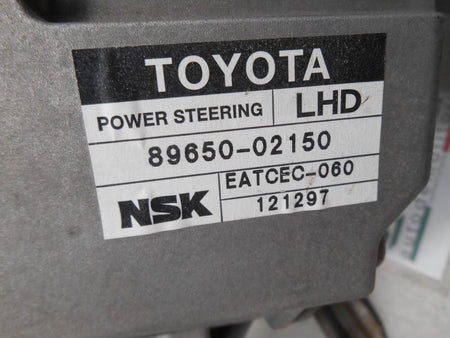 TOYOTA
POWER STEERING LHD
89650-02150
NSK EATCEC-060
121297